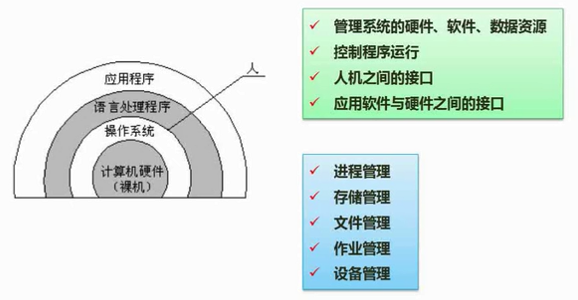 人
应用程序
语言处理程序
操作系统
计算机硬件
（裸机）
管理系统的硬件、软件、数据资源
控制程序运行
人机之间的接口
应用软件与硬件之间的接口
进程管理
存储管理
文件管理
作业管理
设备管理